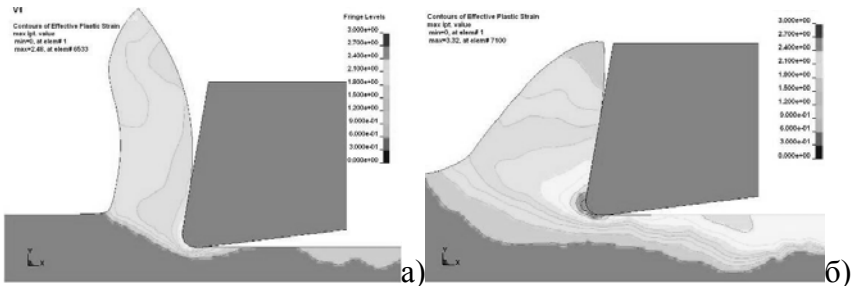 V1
Contours of Effective Plastic Strain
max ipt. value
min=0, at elem# 1
max=2.48, at elem# 6533
Fringe Levels
3.000e+00
2.700e+00
2.400e+00
2.100e+00
1.800e+00
1.500e+00
1.200e+00
9.000e-01
6.000e-01
3.000e-01
0.000e+00
Y
X
а)
Contours of Effective Plastic Strain
max ipt. value
min=0, at elem# 1
max=3.32, at elem# 7100
3.000e+00
2.700e+00
2.400e+00
2.100e+00
1.800e+00
1.500e+00
1.200e+00
9.000e-01
6.000e-01
3.000e-01
0.000e+00
Y
X
б)